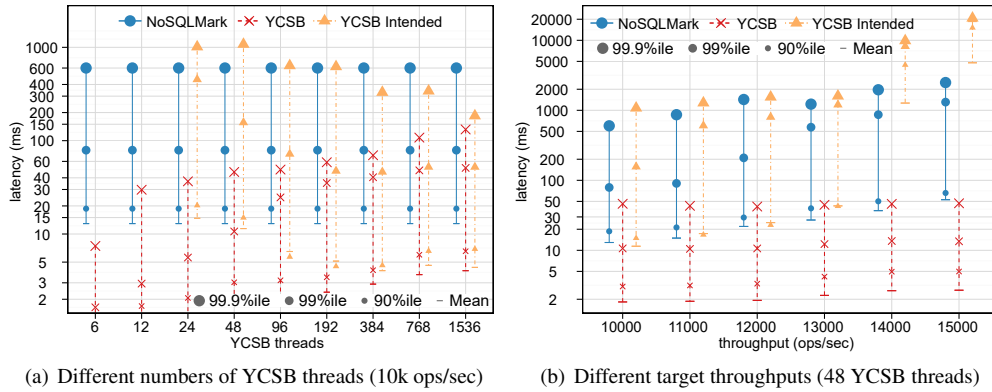 NoSQLMark YCSB YCSB Intended
1000
600
400
300
200
150
100
60
40
30
20
15
10
5
3
2
latency (ms)
99.9%ile 99%ile 90%ile Mean
6 12 24 48 96 192 384 768 1536
YCSB threads
(a) Different numbers of YCSB threads (10k ops/sec)
NoSQLMark YCSB YCSB Intended
99.9%ile 99%ile 90%ile Mean
20000
10000
5000
2000
1000
500
200
100
50
20
10
5
2
latency (ms)
10000 11000 12000 13000 14000 15000
throughput (ops/sec)
(b) Different target throughputs (48 YCSB threads)